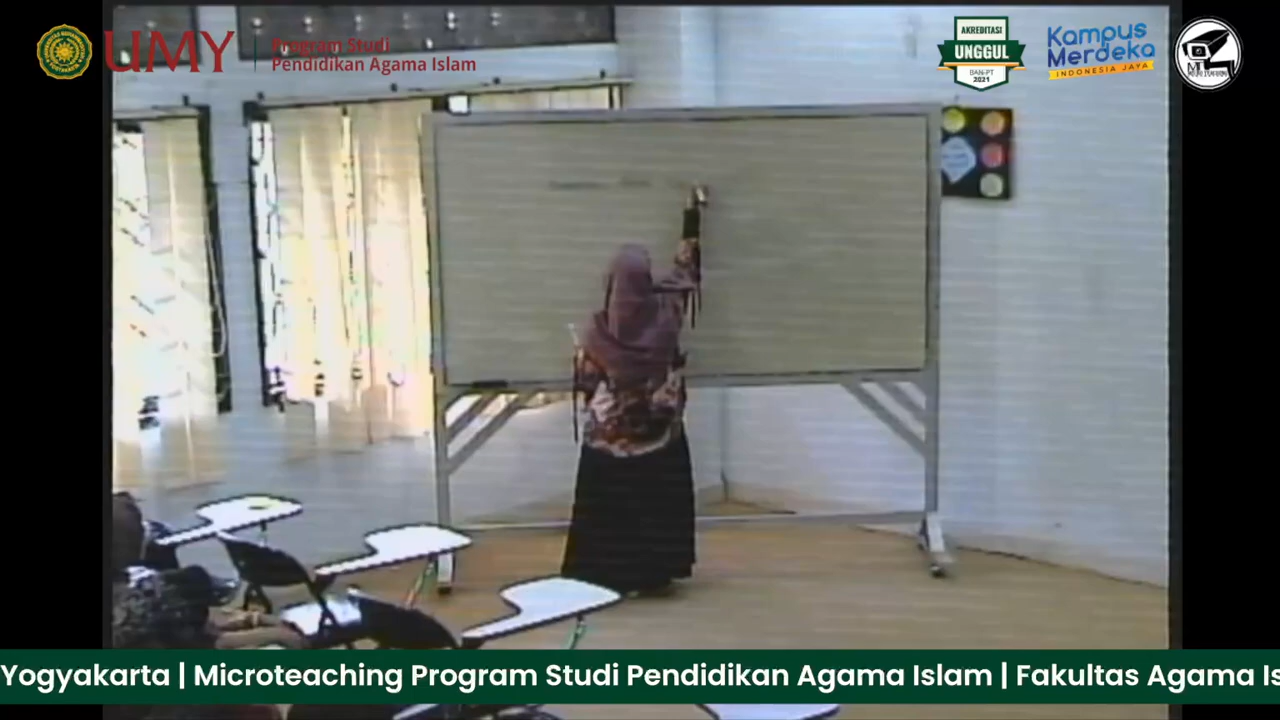 UMY
Program Studi
Pendidikan Agama Islam
AKREDITASI
UNGGUL
BAN-PT
2021
Kampus
Merdeka
INDONESIA JAYA
Yogyakarta | Microteaching Program Studi Pendidikan Agama Islam | Fakultas Agama Is